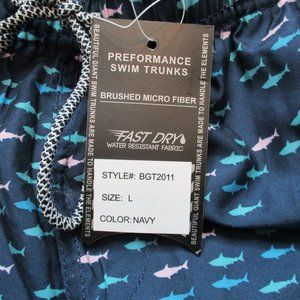 PREFORMANCE
SWIM TRUNKS
BRUSHED MICRO FIBER
FAST DRY
WATER RESISTANT FABRIC
STYLE#: BGT2011
SIZE: L
COLOR: NAVY
BEAUTIFUL GIANT SWIM TRUNKS ARE MADE TO HANDLE THE ELEMENTS
BEAUTIFUL GIANT SWIM TRUNKS ARE MADE TO HANDLE THE ELEMENTS